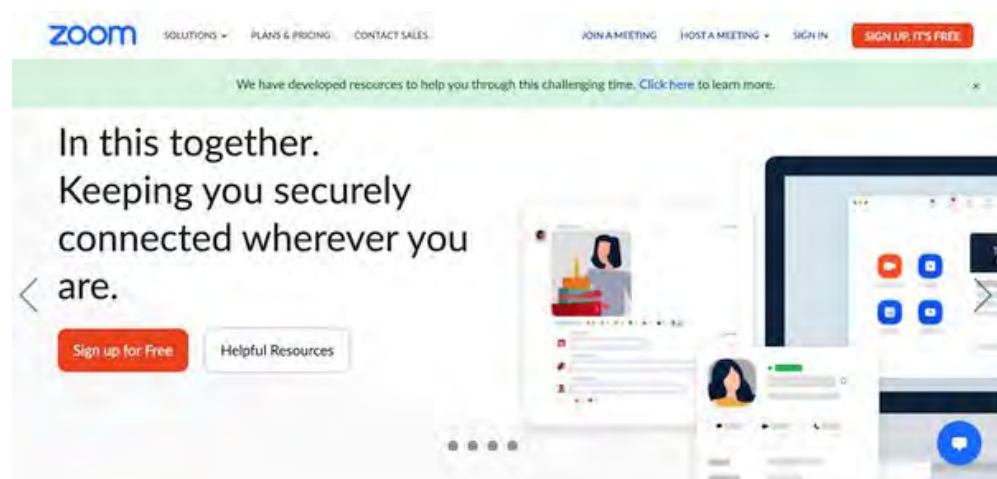 zoom SOLUTIONS PLANS & PRICING CONTACT SALES JOIN A MEETING HOST A MEETING SIGN IN SIGN UP, IT'S FREE
We have developed resources to help you through this challenging time. Click here to learn more. ×
In this together.
Keeping you securely
connected wherever you
are.
Sign up for Free Helpful Resources